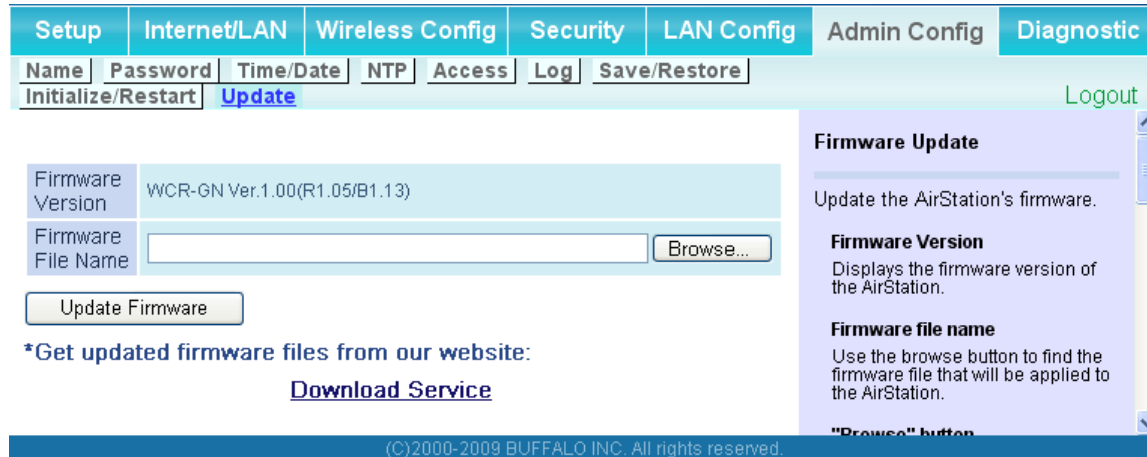 Setup Internet/LAN Wireless Config Security LAN Config Admin Config Diagnostic
Name Password Time/Date NTP Access Log Save/Restore
Initialize/Restart Update
Logout
Firmware
Version
WCR-GN Ver.1.00(R1.05/B1.13)
Firmware
File Name
Browse...
Update Firmware
*Get updated firmware files from our website:
Download Service
Firmware Update
Update the AirStation's firmware.
Firmware Version
Displays the firmware version of
the AirStation.
Firmware file name
Use the browse button to find the
firmware file that will be applied to
the AirStation.
"Browse" button
(C)2000-2009 BUFFALO INC. All rights reserved.